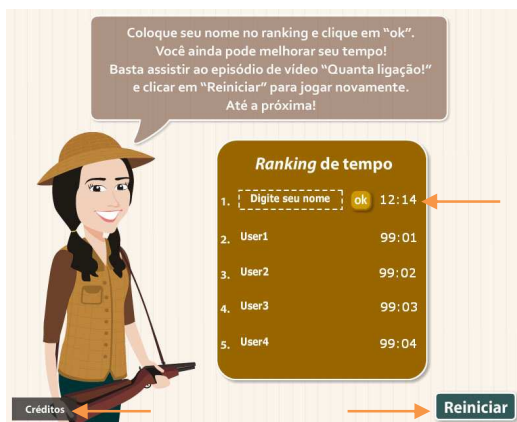 Coloque seu nome no ranking e clique em “ok”.
Você ainda pode melhorar seu tempo!
Basta assistir ao episódio de vídeo “Quanta ligação!”
e clicar em “Reiniciar” para jogar novamente.
Até a próxima!
Ranking de tempo
1. Digite seu nome ok 12:14
2. User1 99:01
3. User2 99:02
4. User3 99:03
5. User4 99:04
Créditos
Reiniciar